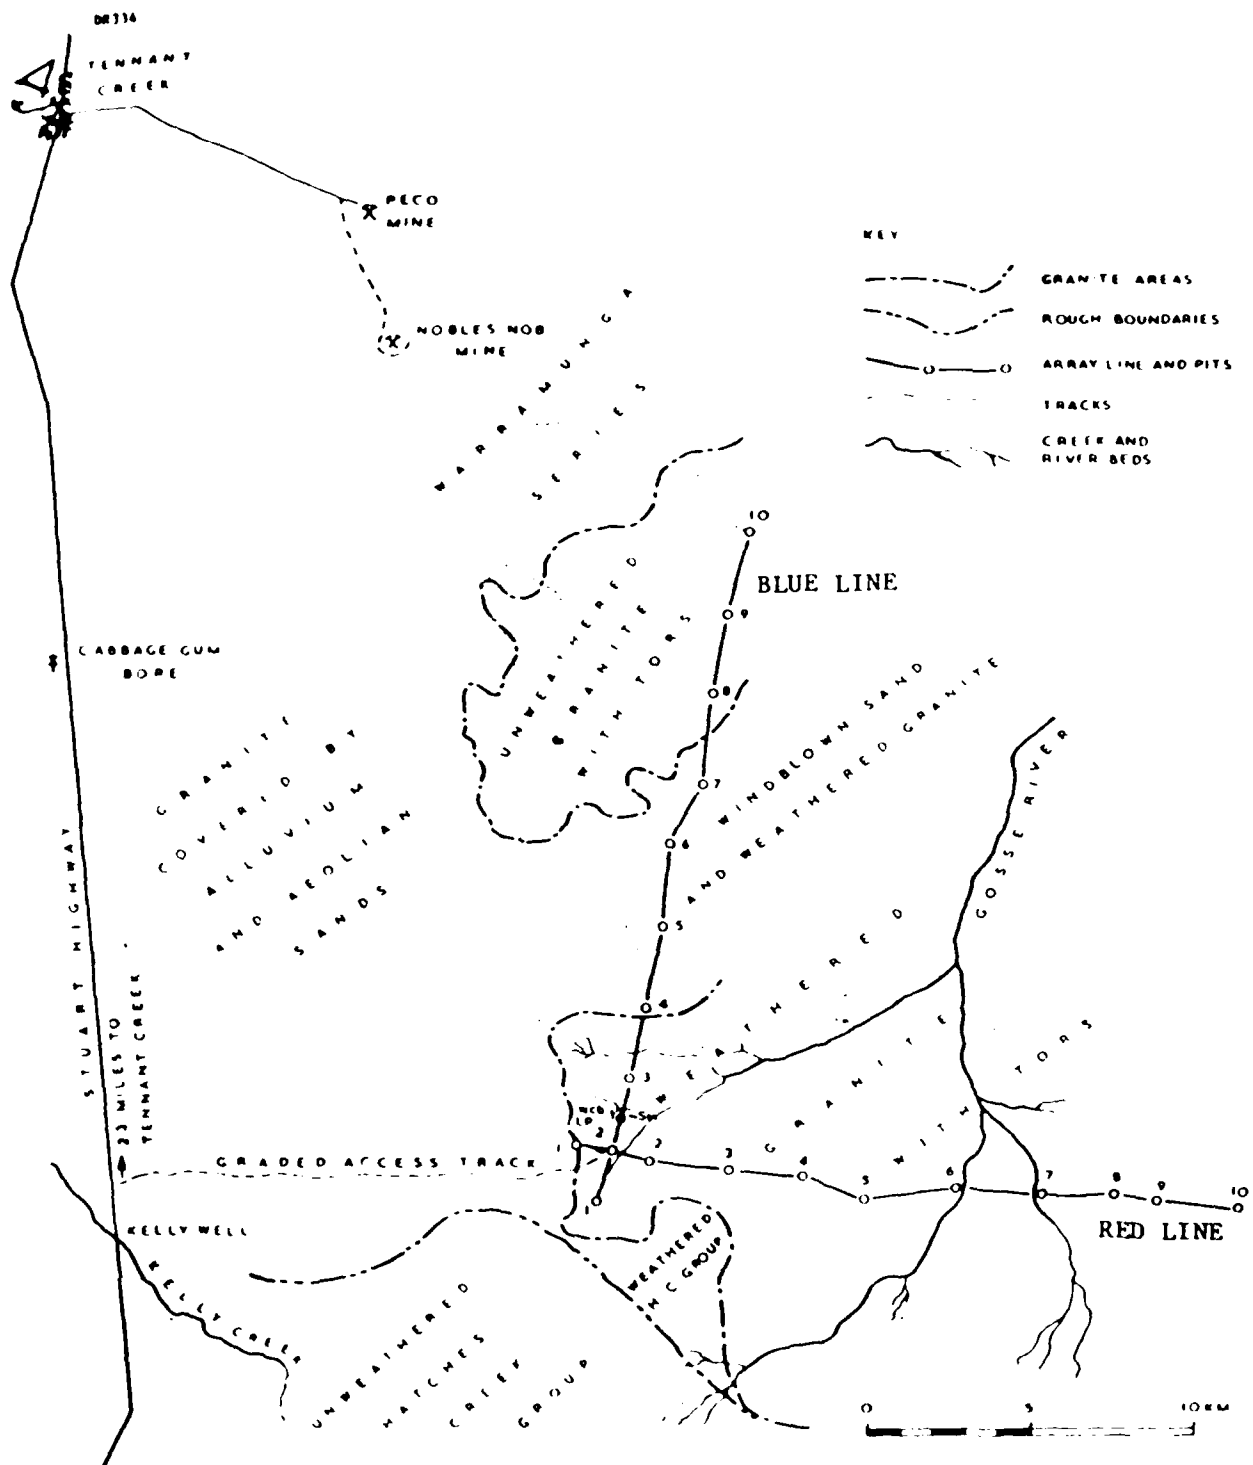 DR334
TENNANT
CREEK
PECO
MINE
NOBLES NOB
MINE
KEY
GRANITE AREAS
ROUGH BOUNDARIES
ARRAY LINE AND PITS
TRACKS
CREEK AND
RIVER BEDS
WARRAMUNGA
SERIES
10
BLUE LINE
9
8
7
6
5
4
3
2
1
UNWEATHERED
GRANITE
WITH TORS
CABBAGE GUM
BORE
WINDBLOWN SAND
AND WEATHERED GRANITE
GRANITE
COVERED BY
ALLUVIUM
AND AEOLIAN
SANDS
GOSSE RIVER
STUART HIGHWAY
23 MILES TO
TENNANT CREEK
WEATHERED
GRANITE
WITH TORS
LP
GRADED ACCESS TRACK
2
3
4
5
6
7
8
9
10
RED LINE
KELLY WELL
KELLY CREEK
WEATHERED
H C GROUP
UNWEATHERED
HATCHES
CREEK
GROUP
0 5 10 KM